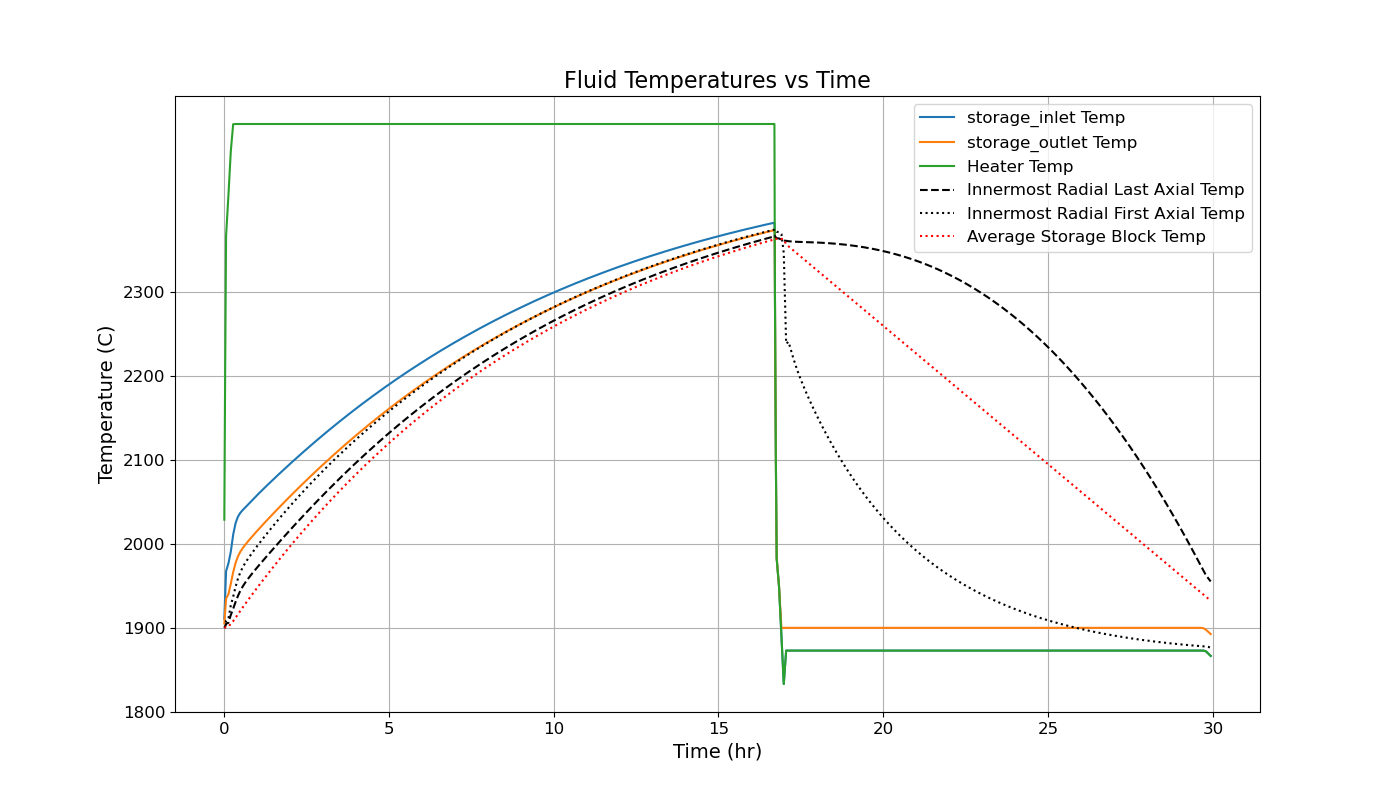 Fluid Temperatures vs Time
storage_inlet Temp
storage_outlet Temp
Heater Temp
Innermost Radial Last Axial Temp
Innermost Radial First Axial Temp
Average Storage Block Temp
Temperature (C)
2300
2200
2100
2000
1900
1800
0 5 10 15 20 25 30
Time (hr)